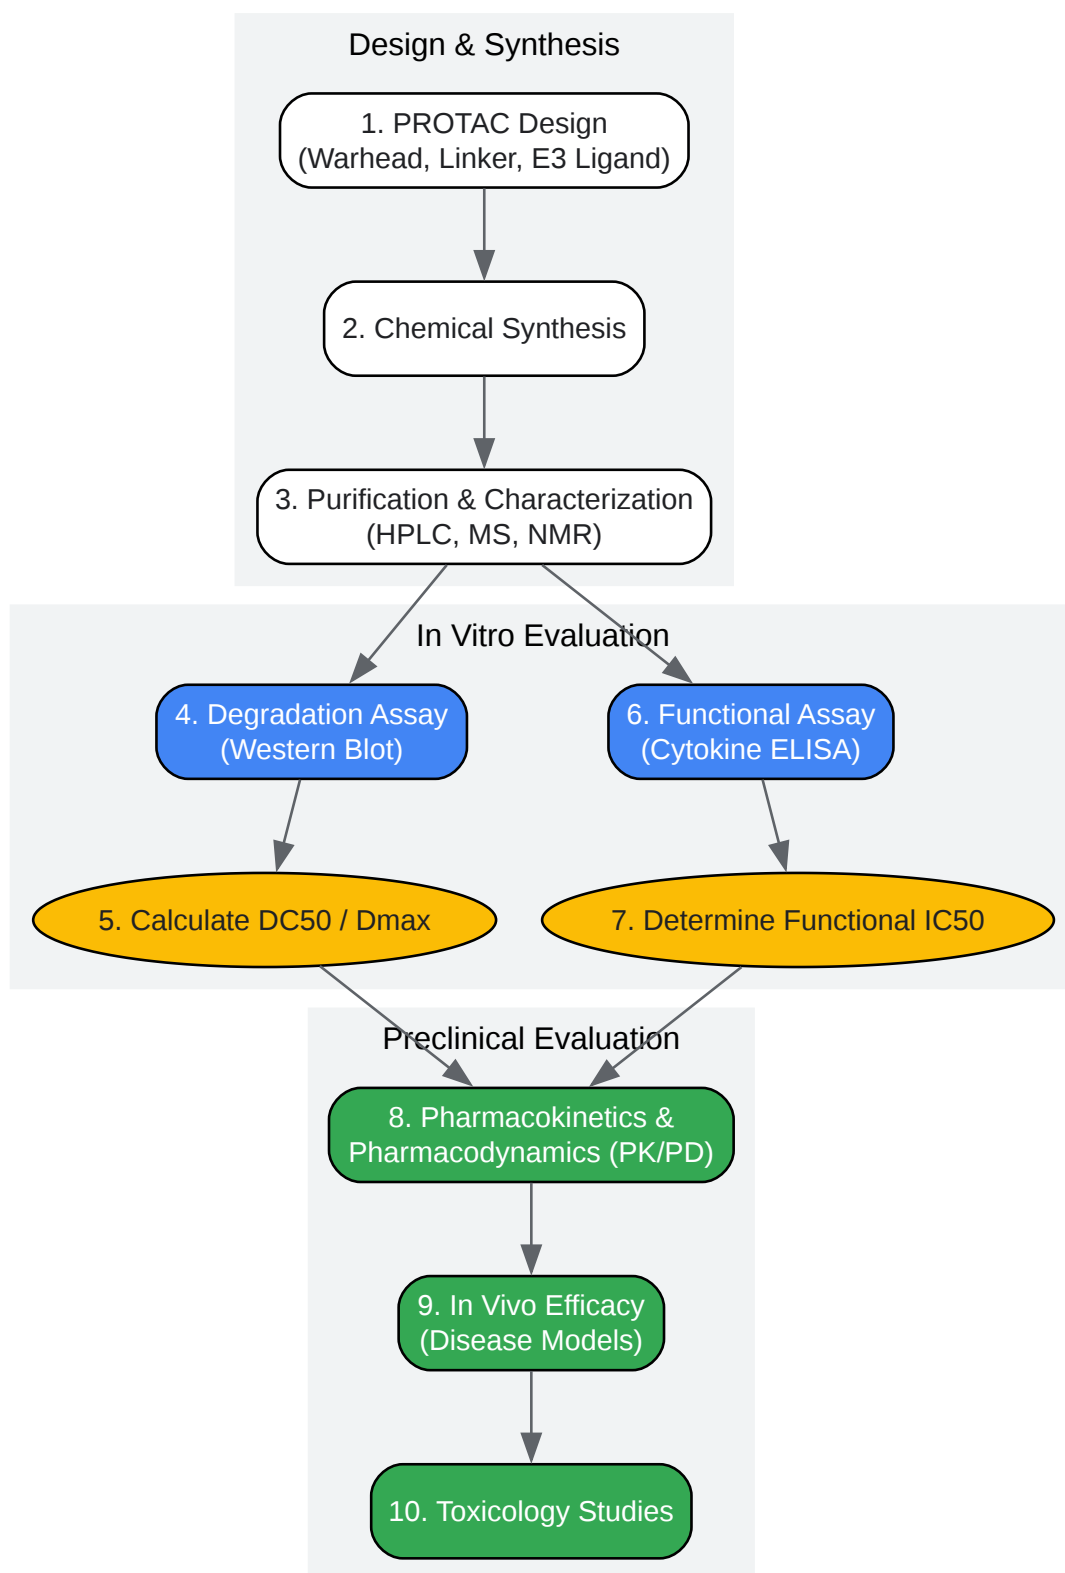 Design & Synthesis
1. PROTAC Design
(Warhead, Linker, E3 Ligand)
2. Chemical Synthesis
3. Purification & Characterization
(HPLC, MS, NMR)
In Vitro Evaluation
4. Degradation Assay
(Western Blot)
6. Functional Assay
(Cytokine ELISA)
5. Calculate DC50 / Dmax
7. Determine Functional IC50
Preclinical Evaluation
8. Pharmacokinetics &
Pharmacodynamics (PK/PD)
9. In Vivo Efficacy
(Disease Models)
10. Toxicology Studies